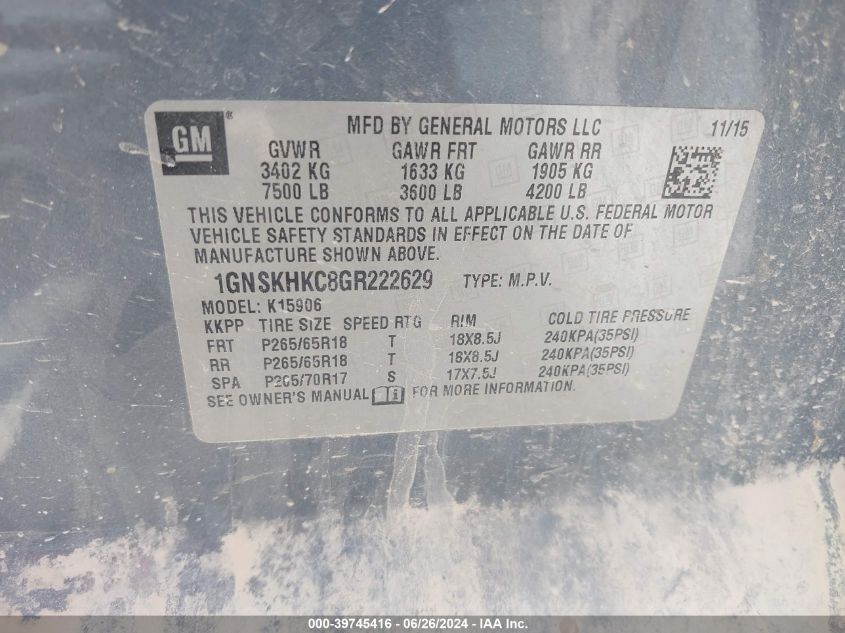 GM
®
MFD BY GENERAL MOTORS LLC 11/15
GVWR GAWR FRT GAWR RR
3402 KG 1633 KG 1905 KG
7500 LB 3600 LB 4200 LB
THIS VEHICLE CONFORMS TO ALL APPLICABLE U.S. FEDERAL MOTOR
VEHICLE SAFETY STANDARDS IN EFFECT ON THE DATE OF
MANUFACTURE SHOWN ABOVE.
1GNSKHKC8GR222629 TYPE: M.P.V.
MODEL: K15906
KKPP TIRE SIZE SPEED RTG RIM COLD TIRE PRESSURE
FRT P265/65R18 T 18X8.5J 240KPA(35PSI)
RR P265/65R18 T 18X8.5J 240KPA(35PSI)
SPA P265/70R17 S 17X7.5J 240KPA(35PSI)
SEE OWNER'S MANUAL i FOR MORE INFORMATION.
000-39745416 - 06/26/2024 - IAAI Inc.